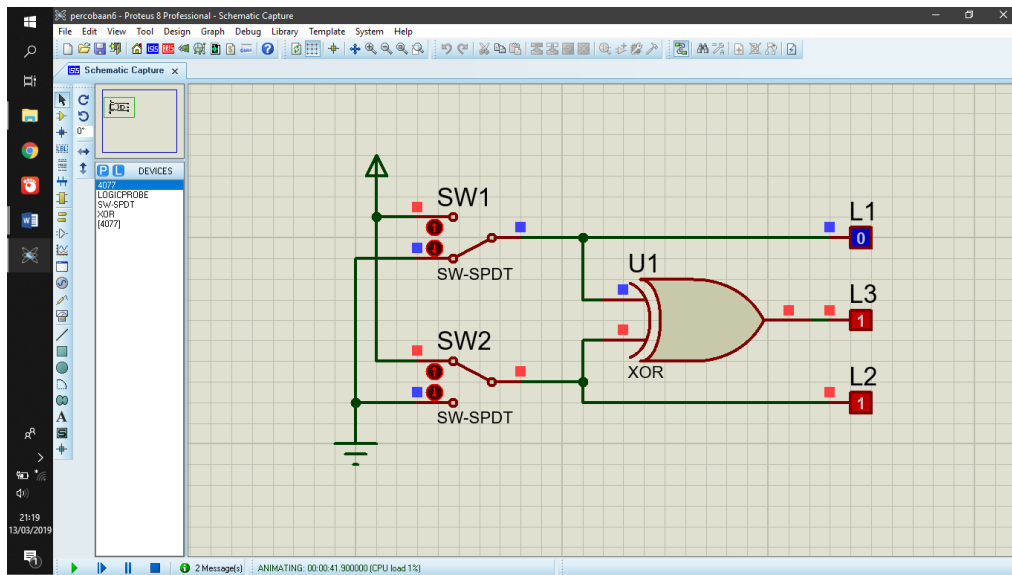 percobaan6 - Proteus 8 Professional - Schematic Capture
File Edit View Tool Design Graph Debug Library Template System Help
Schematic Capture x
0°
P L DEVICES
4077
LOGICPROBE
SW-SPDT
XOR
[4077]
SW1
SW-SPDT
SW2
SW-SPDT
U1
XOR
L1
0
L3
1
L2
1
21:19
13/03/2019
2 Message(s)
ANIMATING: 00:00:41.900000 (CPU load 1%)